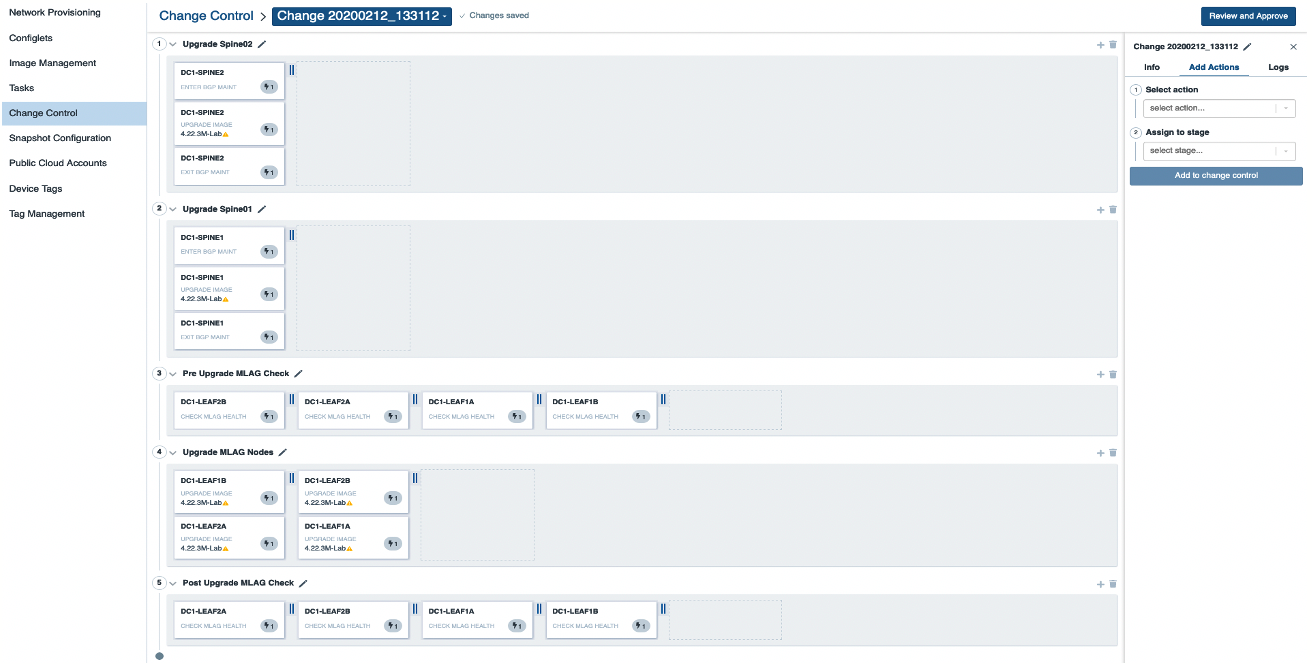 Network Provisioning
Configlets
Image Management
Tasks
Change Control
Snapshot Configuration
Public Cloud Accounts
Device Tags
Tag Management
Change Control > Change 20200212_133112
Changes saved
Review and Approve
1 Upgrade Spine02
DC1-SPINE2
ENTER BGP MAINT 1
DC1-SPINE2
UPGRADE IMAGE
4.22.3M-Lab 1
DC1-SPINE2
EXIT BGP MAINT 1
2 Upgrade Spine01
DC1-SPINE1
ENTER BGP MAINT 1
DC1-SPINE1
UPGRADE IMAGE
4.22.3M-Lab 1
DC1-SPINE1
EXIT BGP MAINT 1
3 Pre Upgrade MLAG Check
DC1-LEAF2B
CHECK MLAG HEALTH 1
DC1-LEAF2A
CHECK MLAG HEALTH 1
DC1-LEAF1A
CHECK MLAG HEALTH 1
DC1-LEAF1B
CHECK MLAG HEALTH 1
4 Upgrade MLAG Nodes
DC1-LEAF1B
UPGRADE IMAGE
4.22.3M-Lab 1
DC1-LEAF2B
UPGRADE IMAGE
4.22.3M-Lab 1
DC1-LEAF2A
UPGRADE IMAGE
4.22.3M-Lab 1
DC1-LEAF1A
UPGRADE IMAGE
4.22.3M-Lab 1
5 Post Upgrade MLAG Check
DC1-LEAF2A
CHECK MLAG HEALTH 1
DC1-LEAF2B
CHECK MLAG HEALTH 1
DC1-LEAF1A
CHECK MLAG HEALTH 1
DC1-LEAF1B
CHECK MLAG HEALTH 1
Change 20200212_133112
Info Add Actions Logs
1 Select action
select action...
2 Assign to stage
select stage...
Add to change control